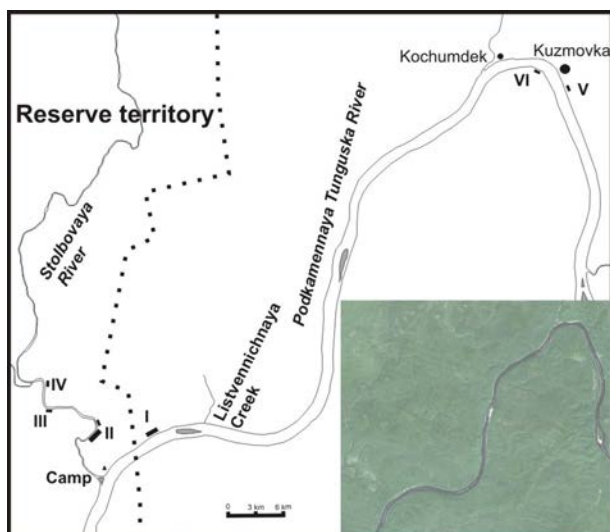 Kochumdek
Kuzmovka
VI
V
Reserve territory
Podkamennaya Tunguska River
Stolbovaya
River
Listvennichnaya
Creek
IV
III
II
I
Camp
0 3 km 6 km